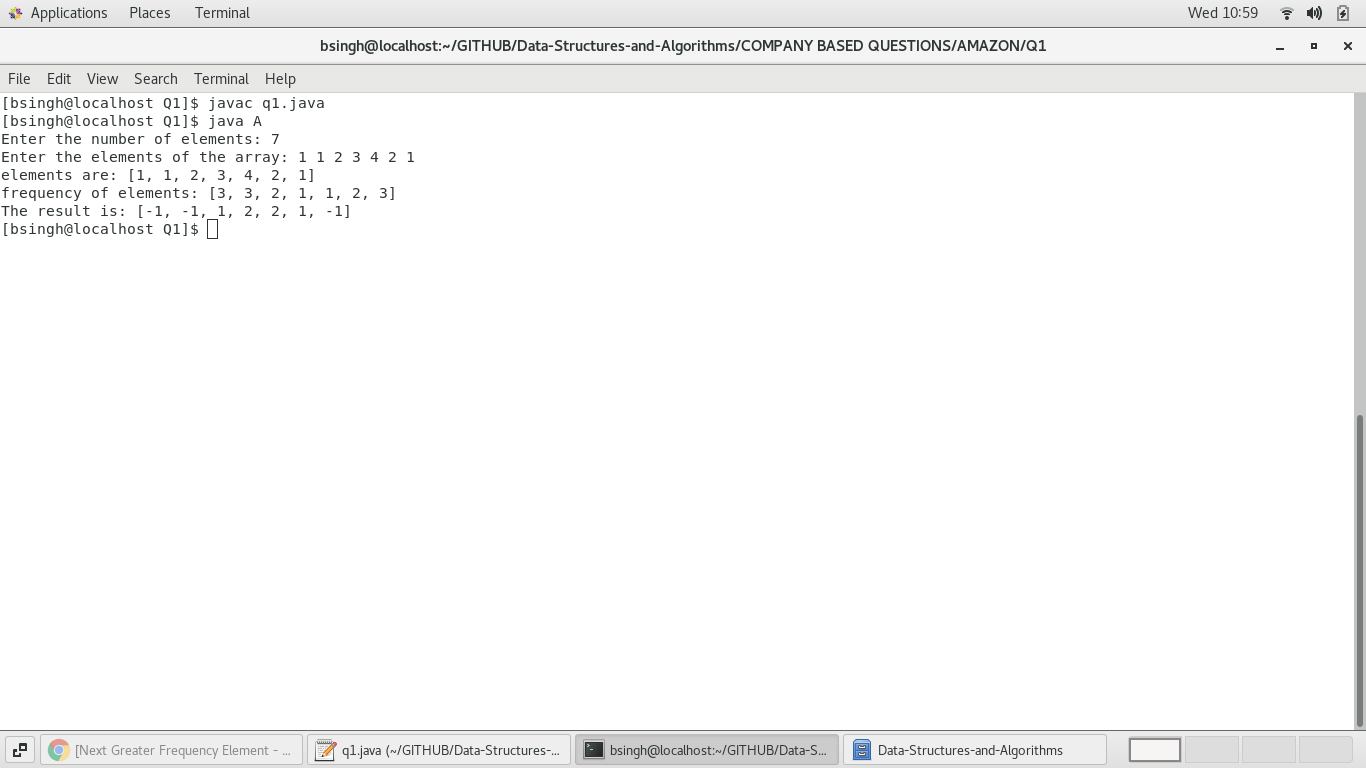 Applications Places Terminal Wed 10:59
bsingh@localhost:~/GITHUB/Data-Structures-and-Algorithms/COMPANY BASED QUESTIONS/AMAZON/Q1
File Edit View Search Terminal Help
[bsingh@localhost Q1]$ javac q1.java
[bsingh@localhost Q1]$ java A
Enter the number of elements: 7
Enter the elements of the array: 1 1 2 3 4 2 1
elements are: [1, 1, 2, 3, 4, 2, 1]
frequency of elements: [3, 3, 2, 1, 1, 2, 3]
The result is: [-1, -1, 1, 2, 2, 1, -1]
[bsingh@localhost Q1]$
[Next Greater Frequency Element - ... q1.java (~/GITHUB/Data-Structures-... bsingh@localhost:~/GITHUB/Data-S... Data-Structures-and-Algorithms